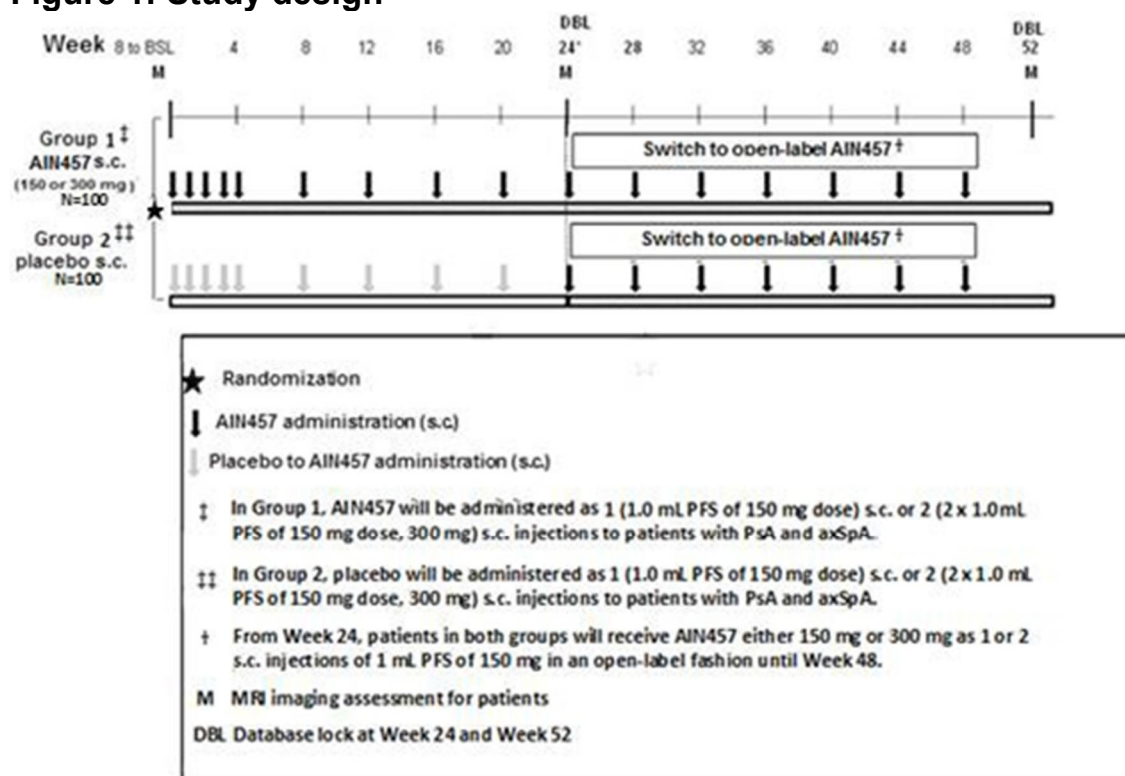 Figure 1. Study design
DBL DBL
Week 8 to BSL 4 8 12 16 20 24* 28 32 36 40 44 48 52
M M M
Group 1‡
AIN457 s.c.
(150 or 300 mg)
N=100
Switch to open-label AIN457†
Group 2‡‡
placebo s.c.
N=100
Switch to open-label AIN457†
Randomization
AIN457 administration (s.c.)
Placebo to AIN457 administration (s.c.)
‡ In Group 1, AIN457 will be administered as 1 (1.0 mL PFS of 150 mg dose) s.c. or 2 (2 x 1.0 mL
PFS of 150 mg dose, 300 mg) s.c. injections to patients with PsA and axSpA.
‡‡ In Group 2, placebo will be administered as 1 (1.0 mL PFS of 150 mg dose) s.c. or 2 (2 x 1.0 mL
PFS of 150 mg dose, 300 mg) s.c. injections to patients with PsA and axSpA.
† From Week 24, patients in both groups will receive AIN457 either 150 mg or 300 mg as 1 or 2
s.c. injections of 1 mL PFS of 150 mg in an open-label fashion until Week 48.
M MRI imaging assessment for patients
DBL Database lock at Week 24 and Week 52